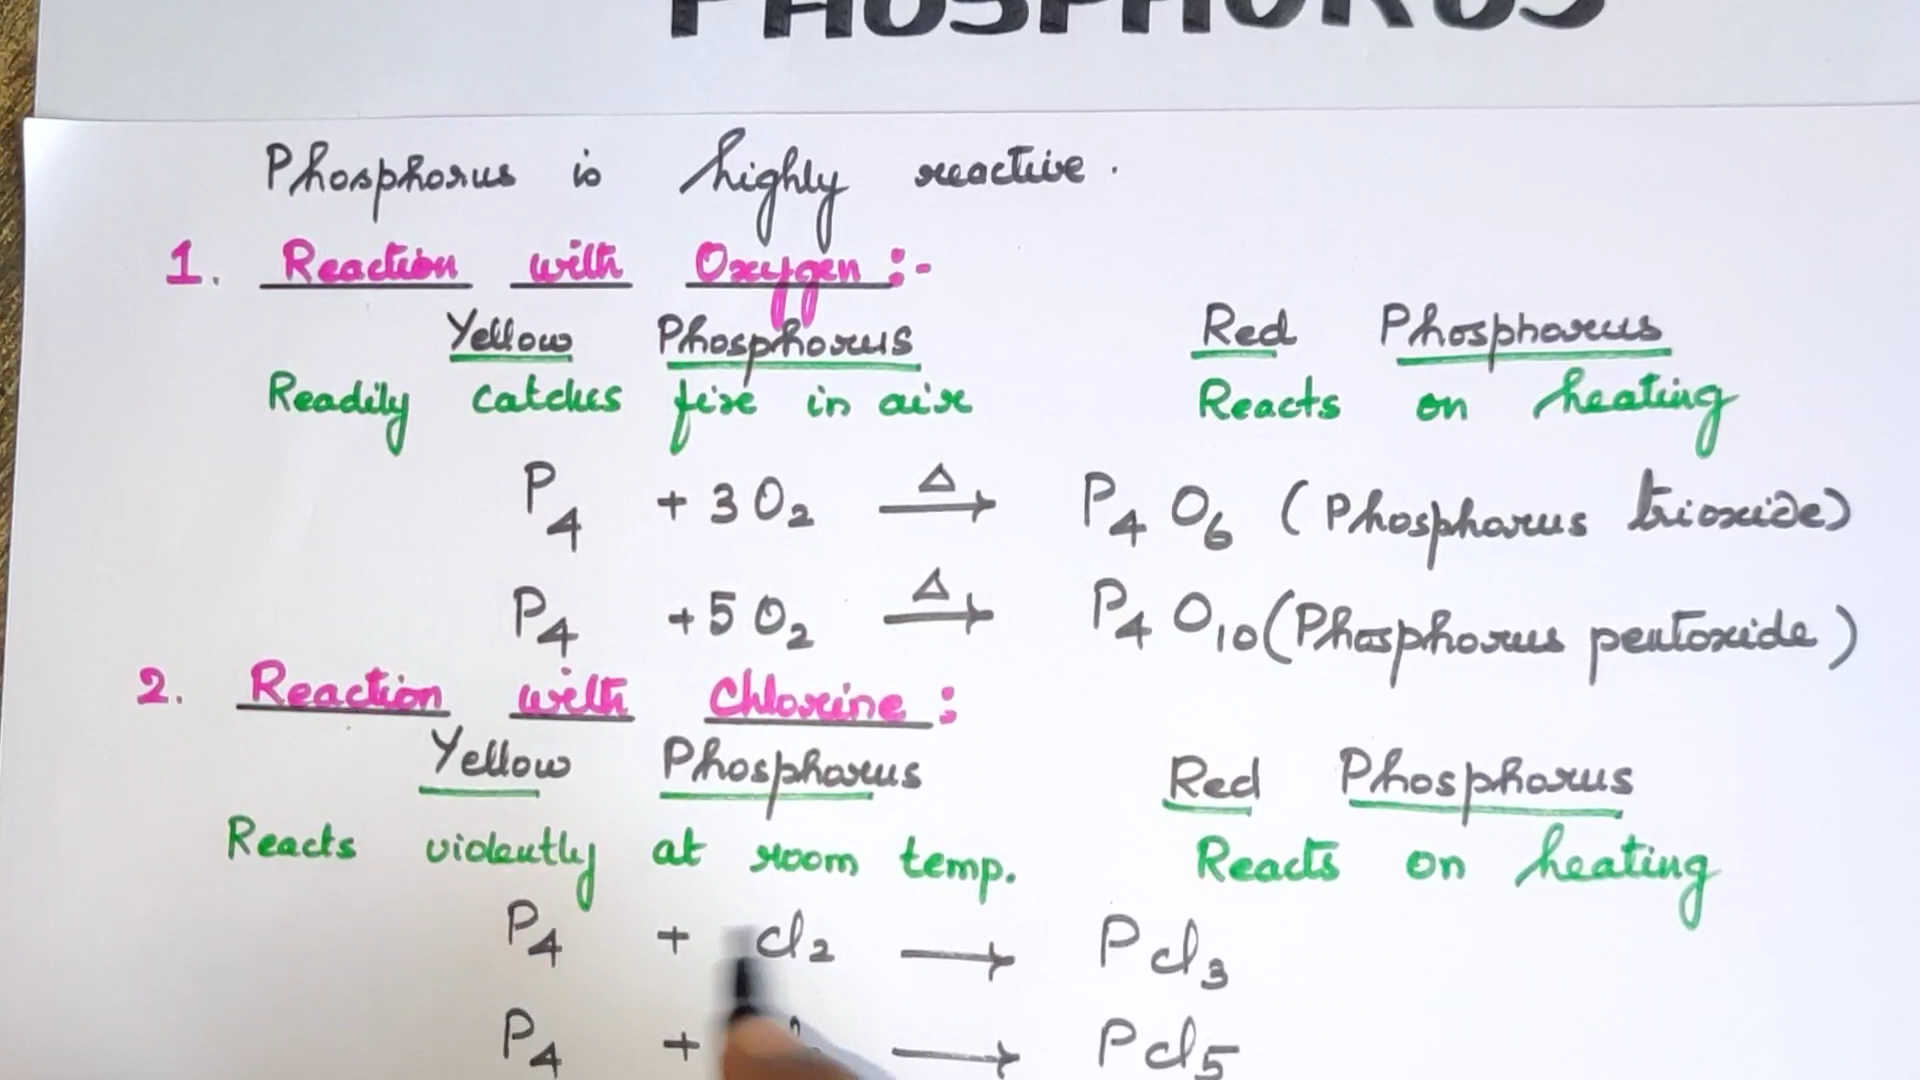 PHOSPHORUS
Phosphorus is highly reactive.
1. Reaction with Oxygen :-
Yellow Phosphorus Red Phosphorus
Readily catches fire in air Reacts on heating
P4 + 3O2 Δ→ P4O6 (Phosphorus trioxide)
P4 + 5O2 Δ→ P4O10 (Phosphorus pentoxide)
2. Reaction with Chlorine :
Yellow Phosphorus Red Phosphorus
Reacts violently at room temp. Reacts on heating
P4 + Cl2 → PCl3
P4 + → PCl5